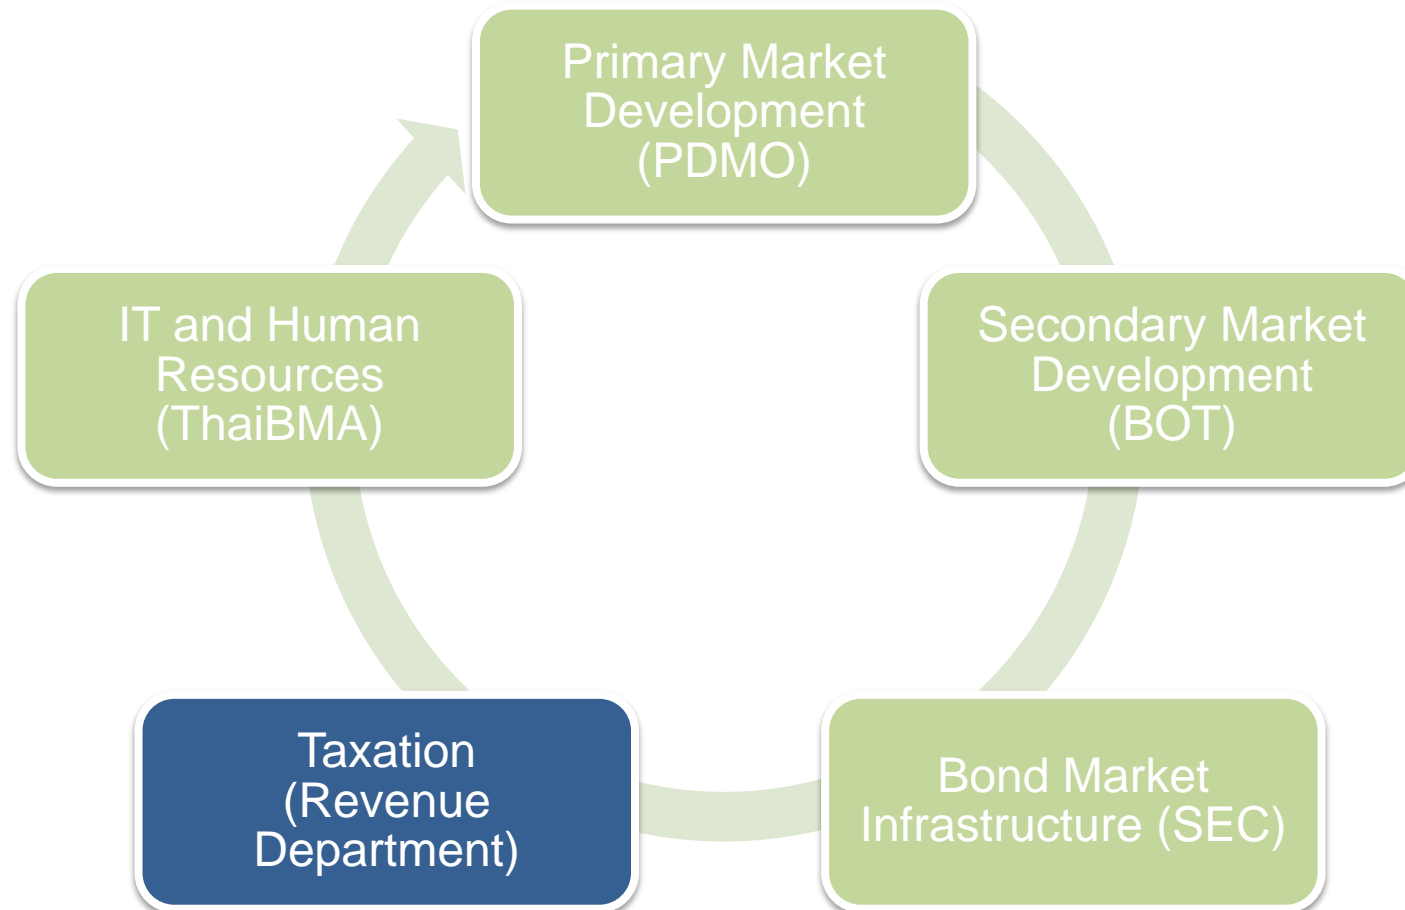 Primary Market
Development
(PDMO)
IT and Human
Resources
(ThaiBMA)
Secondary Market
Development
(BOT)
Taxation
(Revenue
Department)
Bond Market
Infrastructure (SEC)